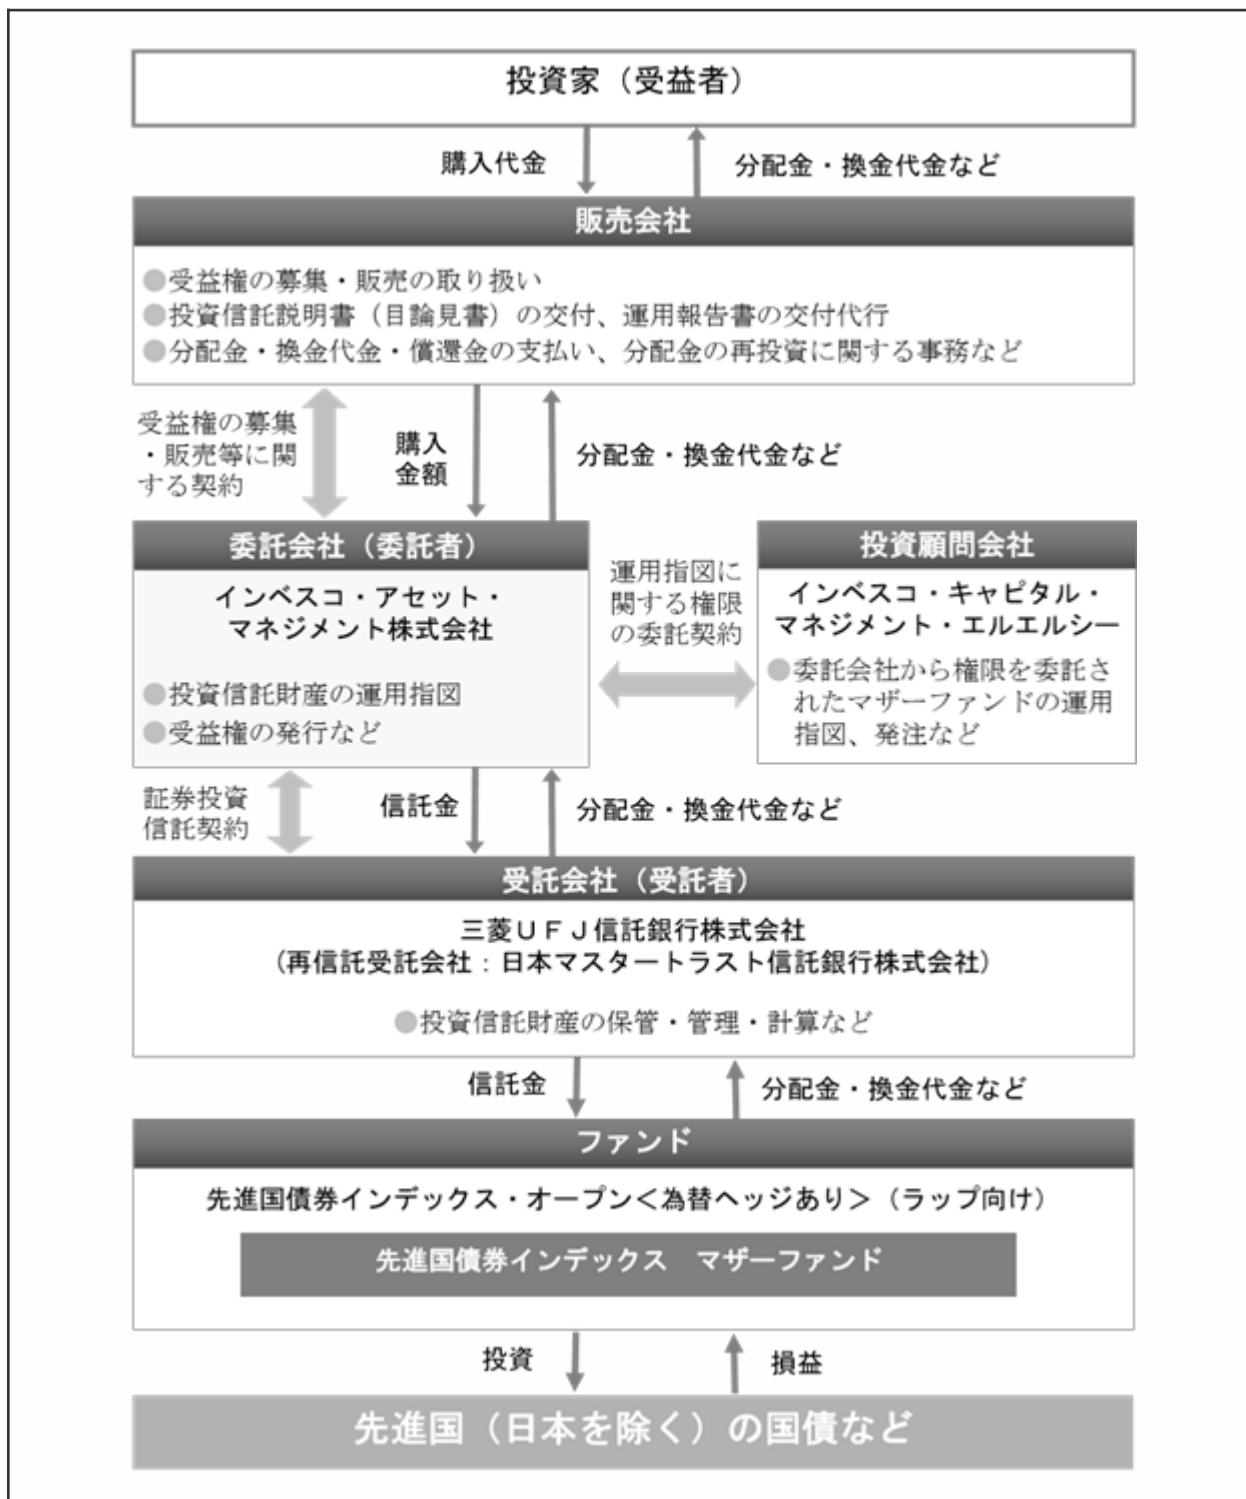 投資家（受益者）
購入代金
分配金・換金代金など
販売会社
●受益権の募集・販売の取り扱い
●投資信託説明書（目論見書）の交付、運用報告書の交付代行
●分配金・換金代金・償還金の支払い、分配金の再投資に関する事務など
受益権の募集
・販売等に関
する契約
購入
金額
分配金・換金代金など
委託会社（委託者）
インベスコ・アセット・
マネジメント株式会社
●投資信託財産の運用指図
●受益権の発行など
運用指図に
関する権限
の委託契約
投資顧問会社
インベスコ・キャピタル・
マネジメント・エルエルシー
●委託会社から権限を委託さ
れたマザーファンドの運用
指図、発注など
証券投資
信託契約
信託金
分配金・換金代金など
受託会社（受託者）
三菱ＵＦＪ信託銀行株式会社
（再信託受託会社：日本マスタートラスト信託銀行株式会社）
●投資信託財産の保管・管理・計算など
信託金
分配金・換金代金など
ファンド
先進国債券インデックス・オープン＜為替ヘッジあり＞（ラップ向け）
先進国債券インデックス　マザーファンド
投資
損益
先進国（日本を除く）の国債など